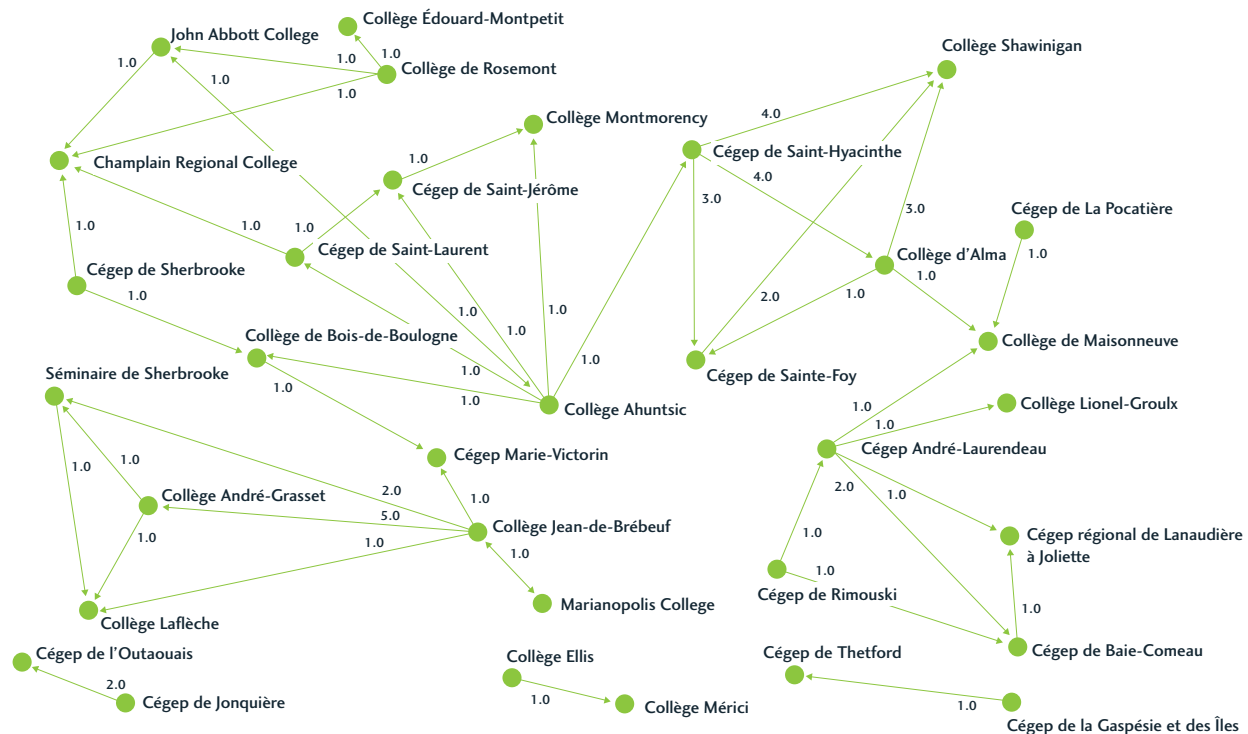 Collège Édouard-Montpetit
John Abbott College
1.0
1.0
1.0
1.0
Collège de Rosemont
1.0
1.0
Collège Shawinigan
4.0
Collège Montmorency
Cégep de Saint-Hyacinthe
Champlain Regional College
1.0
Cégep de Saint-Jérôme
4.0
3.0
3.0
Cégep de La Pocatière
1.0
1.0
1.0
Cégep de Saint-Laurent
Collège d'Alma
1.0
1.0
Cégep de Sherbrooke
1.0
2.0
1.0
1.0
1.0
1.0
Collège de Bois-de-Boulogne
1.0
Collège de Maisonneuve
1.0
Séminaire de Sherbrooke
1.0
1.0
1.0
Cégep de Sainte-Foy
Collège Ahuntsic
1.0
Collège Lionel-Groulx
1.0
Cégep André-Laurendeau
Cégep Marie-Victorin
1.0
1.0
2.0
1.0
2.0
Collège André-Grasset
1.0
5.0
Collège Jean-de-Brébeuf
1.0
1.0
1.0
1.0
Cégep régional de Lanaudière
à Joliette
1.0
Cégep de Rimouski
Marianopolis College
1.0
Collège Laflèche
Cégep de l'Outaouais
Collège Ellis
Cégep de Thetford
Cégep de Baie-Comeau
2.0
Cégep de Jonquière
1.0
Collège Mérici
1.0
Cégep de la Gaspésie et des Îles